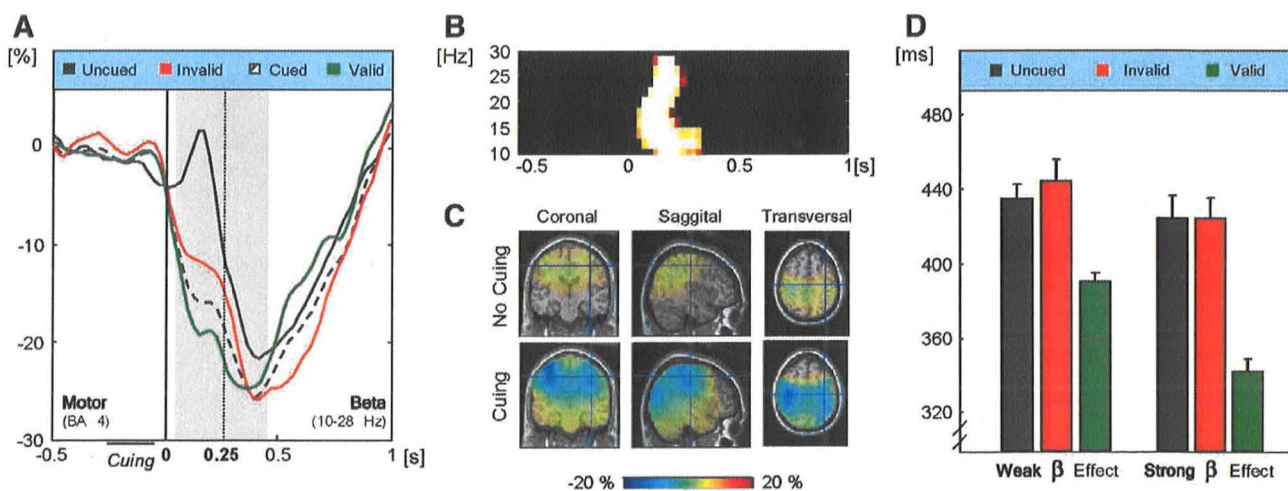 A
[%]
Uncued Invalid Cued Valid
0
-10
-20
-30
Motor
(BA 4)
Beta
(10-28 Hz)
-0.5 Cuing 0 0.25 0.5 1 [s]
B
[Hz]
30
25
20
15
10
-0.5 0 0.5 1[s]
C
Coronal Saggital Transversal
No Cuing
Cuing
-20 % 20 %
D
[ms]
Uncued Invalid Valid
480
440
400
360
320
Weak β Effect Strong β Effect